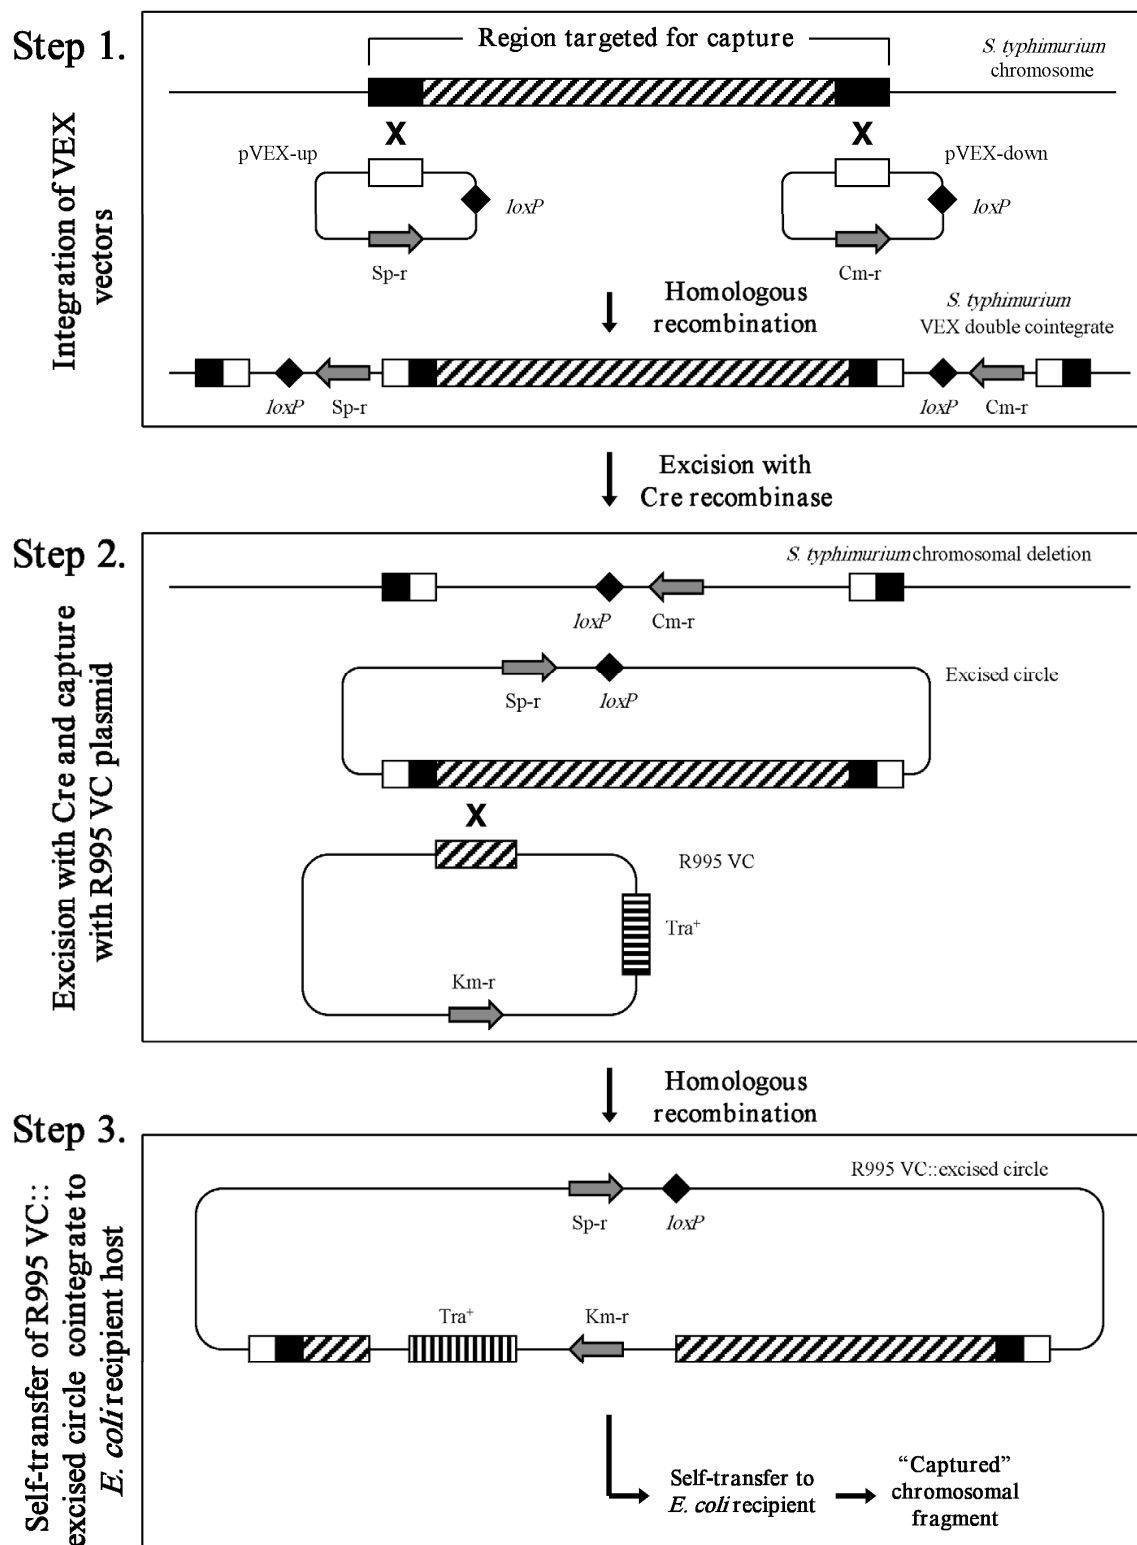 Step 1.
Integration of VEX
vectors
Region targeted for capture
S. typhimurium
chromosome
X
X
pVEX-up
pVEX-down
loxP
loxP
Sp-r
Cm-r
Homologous
recombination
S. typhimurium
VEX double cointegrate
loxP
Sp-r
loxP
Cm-r
Excision with
Cre recombinase
Step 2.
Excision with Cre and capture
with R995 VC plasmid
S. typhimurium chromosomal deletion
loxP
Cm-r
Excised circle
Sp-r
loxP
X
R995 VC
Tra+
Km-r
Homologous
recombination
Step 3.
Self-transfer of R995 VC::
excised circle cointegrate to
E. coli recipient host
R995 VC::excised circle
Sp-r
loxP
Tra+
Km-r
Self-transfer to
E. coli recipient
“Captured”
chromosomal
fragment